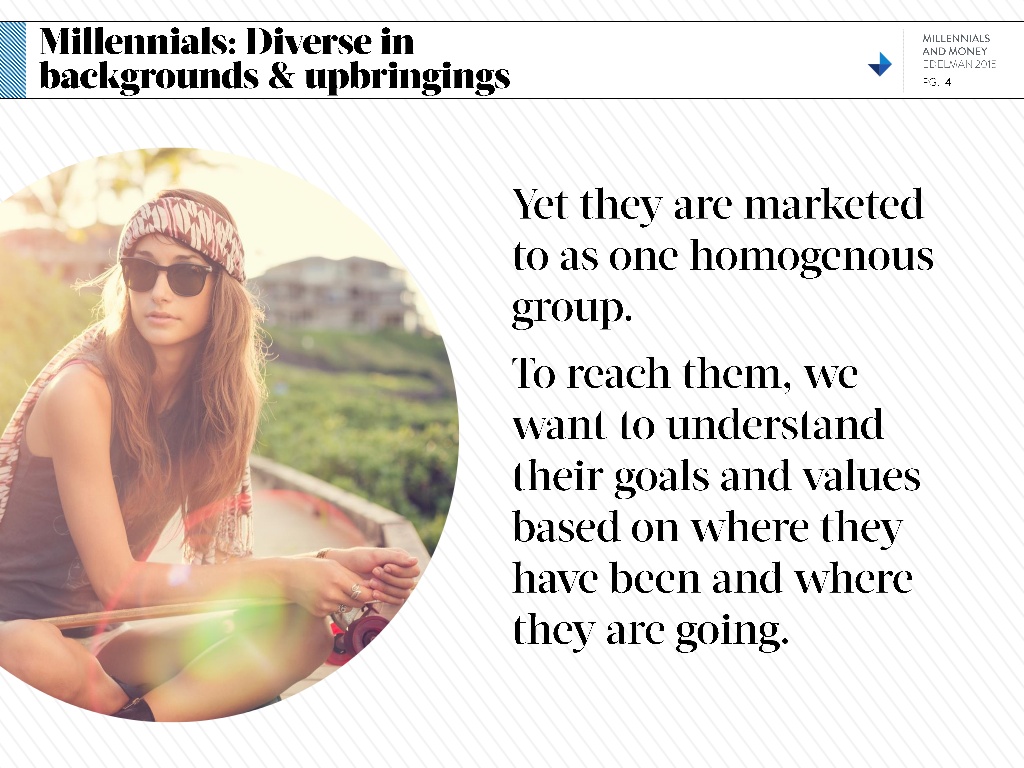 Millennials: Diverse in
backgrounds & upbringings
MILLENNIALS
AND MONEY
EDELMAN 2015
PG. 4
Yet they are marketed
to as one homogenous
group.
To reach them, we
want to understand
their goals and values
based on where they
have been and where
they are going.